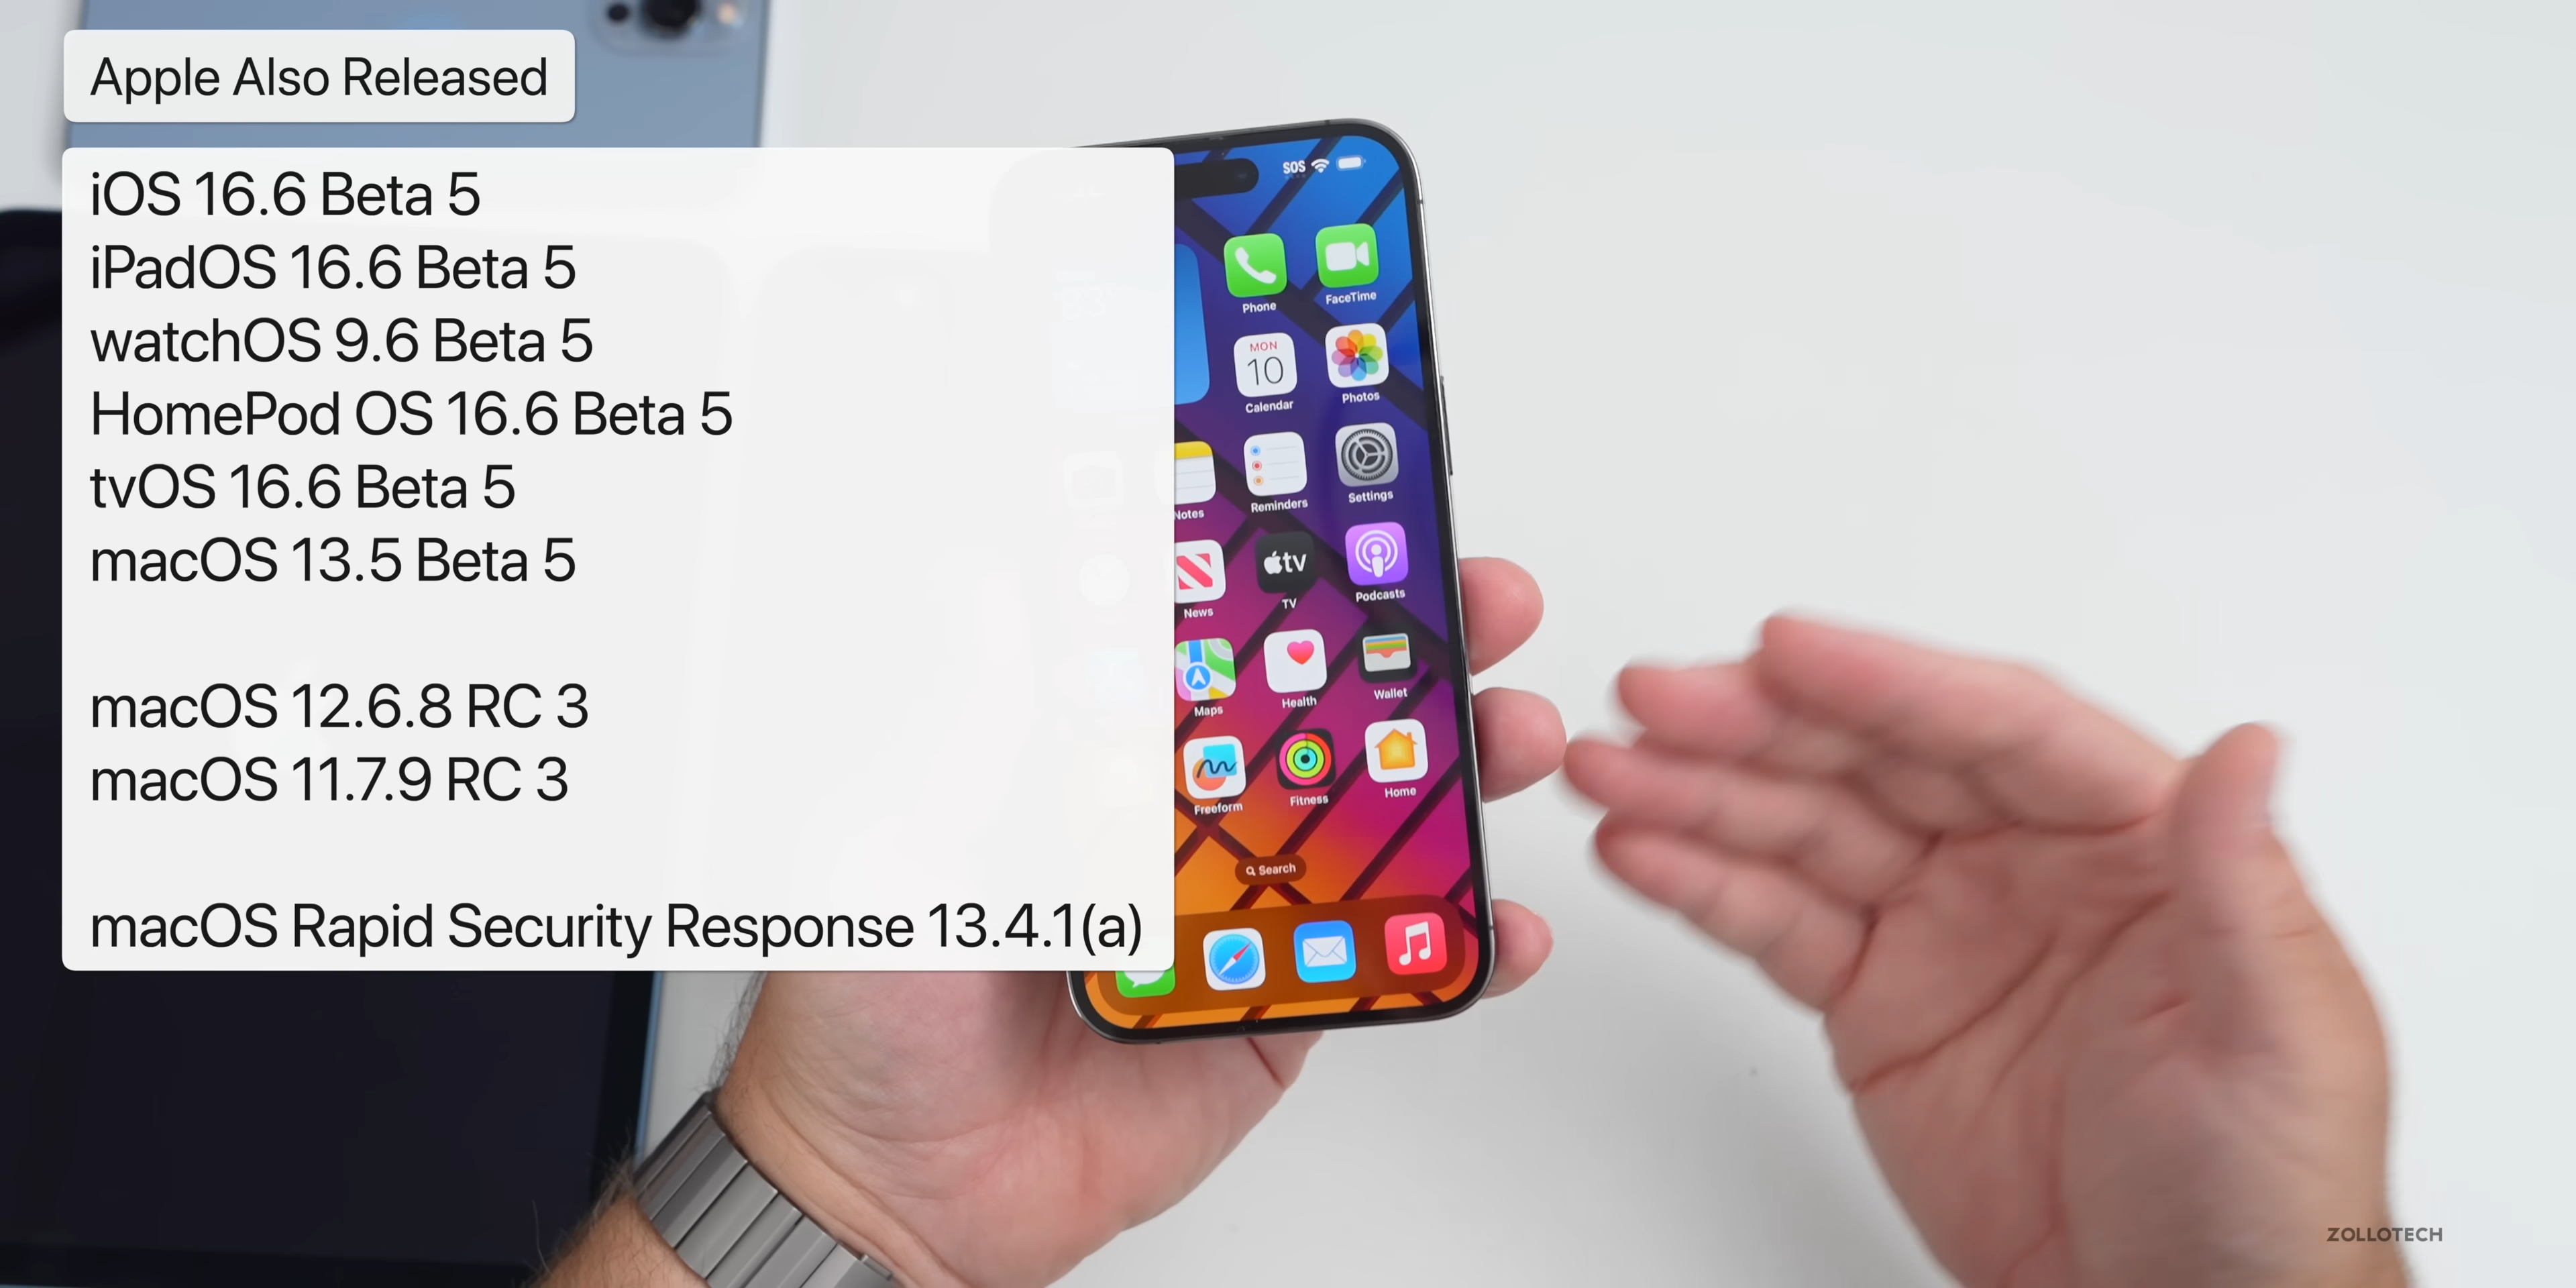 Apple Also Released
iOS 16.6 Beta 5
iPadOS 16.6 Beta 5
watchOS 9.6 Beta 5
HomePod OS 16.6 Beta 5
tvOS 16.6 Beta 5
macOS 13.5 Beta 5
macOS 12.6.8 RC 3
macOS 11.7.9 RC 3
macOS Rapid Security Response 13.4.1(a)
SOS
Phone
FaceTime
MON
10
Calendar
Photos
Notes
Reminders
Settings
News
tv
TV
Podcasts
Maps
Health
Wallet
Freeform
Fitness
Home
Search
ZOLLOTECH